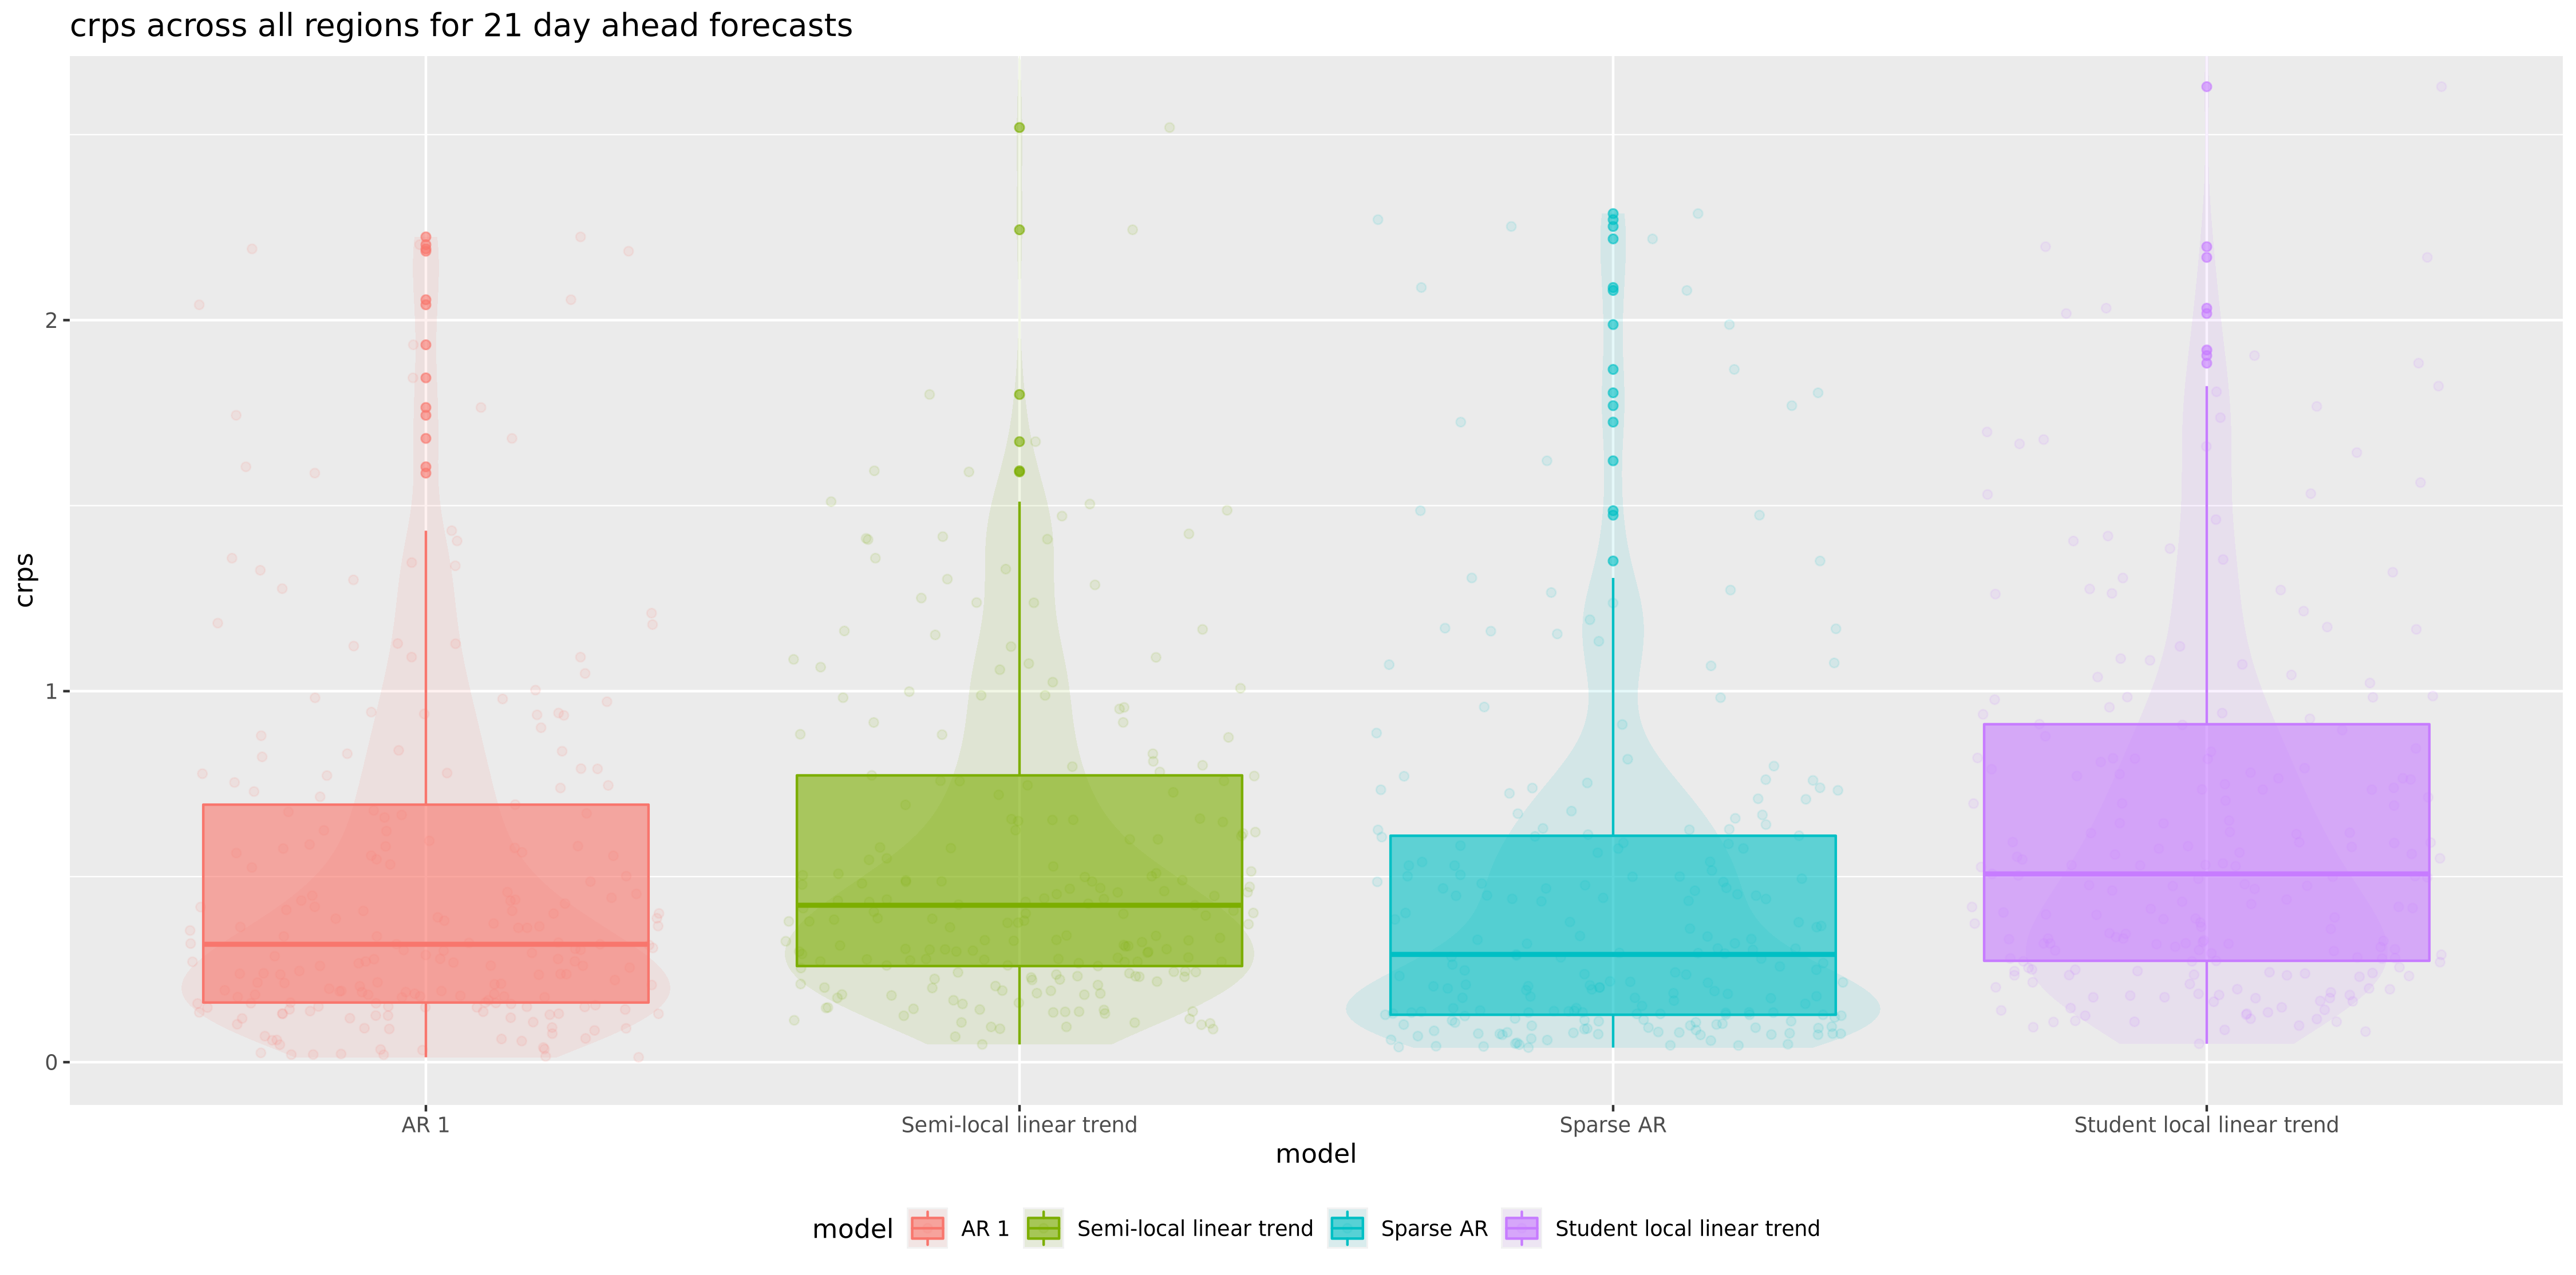 crps across all regions for 21 day ahead forecasts
crps
2
1
0
AR 1 Semi-local linear trend Sparse AR Student local linear trend
model
model AR 1 Semi-local linear trend Sparse AR Student local linear trend